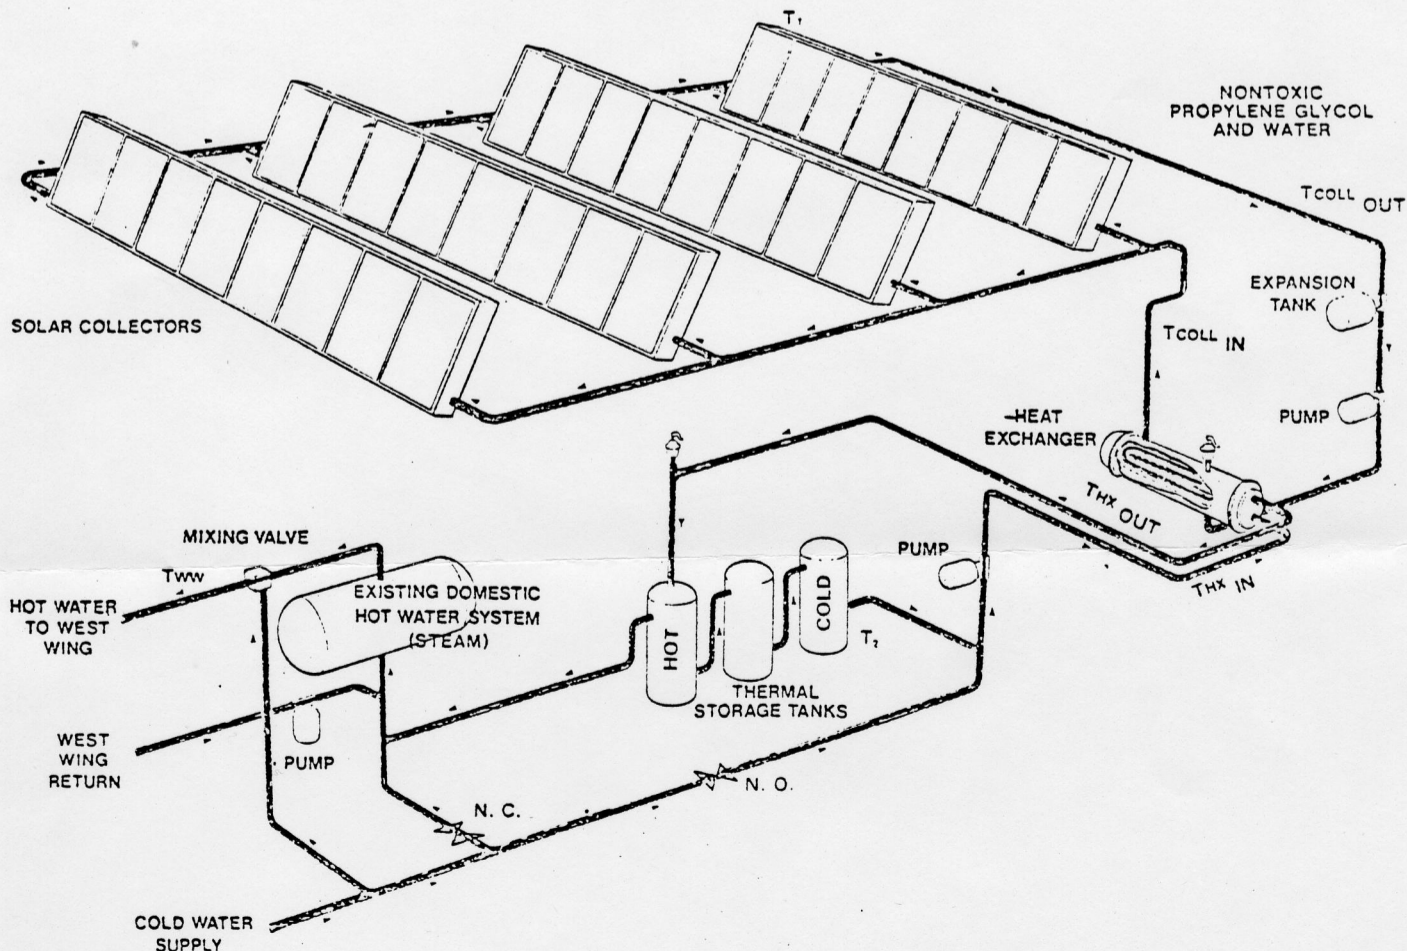 T₁
NONTOXIC
PROPYLENE GLYCOL
AND WATER
TCOLL OUT
EXPANSION
TANK
SOLAR COLLECTORS
TCOLL IN
PUMP
HEAT
EXCHANGER
THX OUT
THX IN
MIXING VALVE
TWW
PUMP
HOT WATER
TO WEST
WING
EXISTING DOMESTIC
HOT WATER SYSTEM
(STEAM)
HOT
COLD
T₂
THERMAL
STORAGE TANKS
WEST
WING
RETURN
PUMP
N. C.
N. O.
COLD WATER
SUPPLY